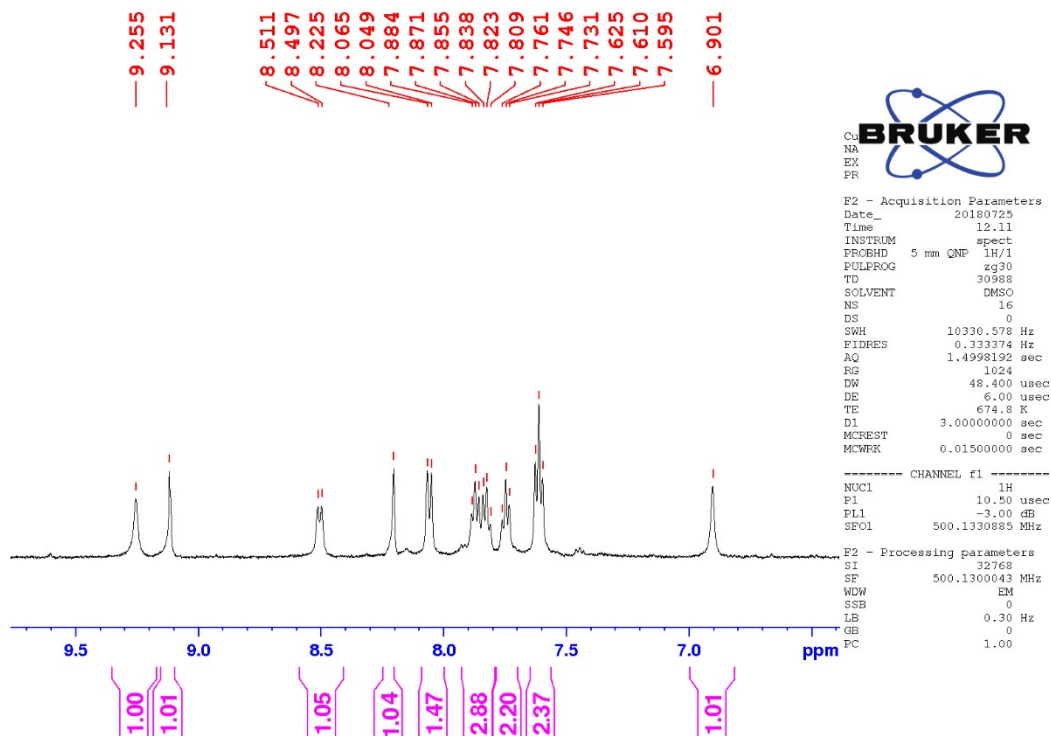 9.255
9.131
8.511
8.497
8.225
8.065
8.049
7.884
7.871
7.855
7.838
7.823
7.809
7.761
7.746
7.731
7.625
7.610
7.595
6.901
BRUKER
Cu
NA
EX
PR
F2 - Acquisition Parameters
Date_ 20180725
Time 12.11
INSTRUM spect
PROBHD 5 mm QNP 1H/1
PULPROG zg30
TD 30988
SOLVENT DMSO
NS 16
DS 0
SWH 10330.578 Hz
FIDRES 0.333374 Hz
AQ 1.4998192 sec
RG 1024
DW 48.400 usec
DE 6.00 usec
TE 674.8 K
D1 3.00000000 sec
MCREST 0 sec
MCWRK 0.01500000 sec
======== CHANNEL f1 ========
NUC1 1H
P1 10.50 usec
PL1 -3.00 dB
SFO1 500.1330885 MHz
F2 - Processing parameters
SI 32768
SF 500.1300043 MHz
WDW EM
SSB 0
LB 0.30 Hz
GB 0
PC 1.00
9.5 9.0 8.5 8.0 7.5 7.0 ppm
1.00 1.01 1.05 1.04 1.47 2.88 2.20 2.37 1.01